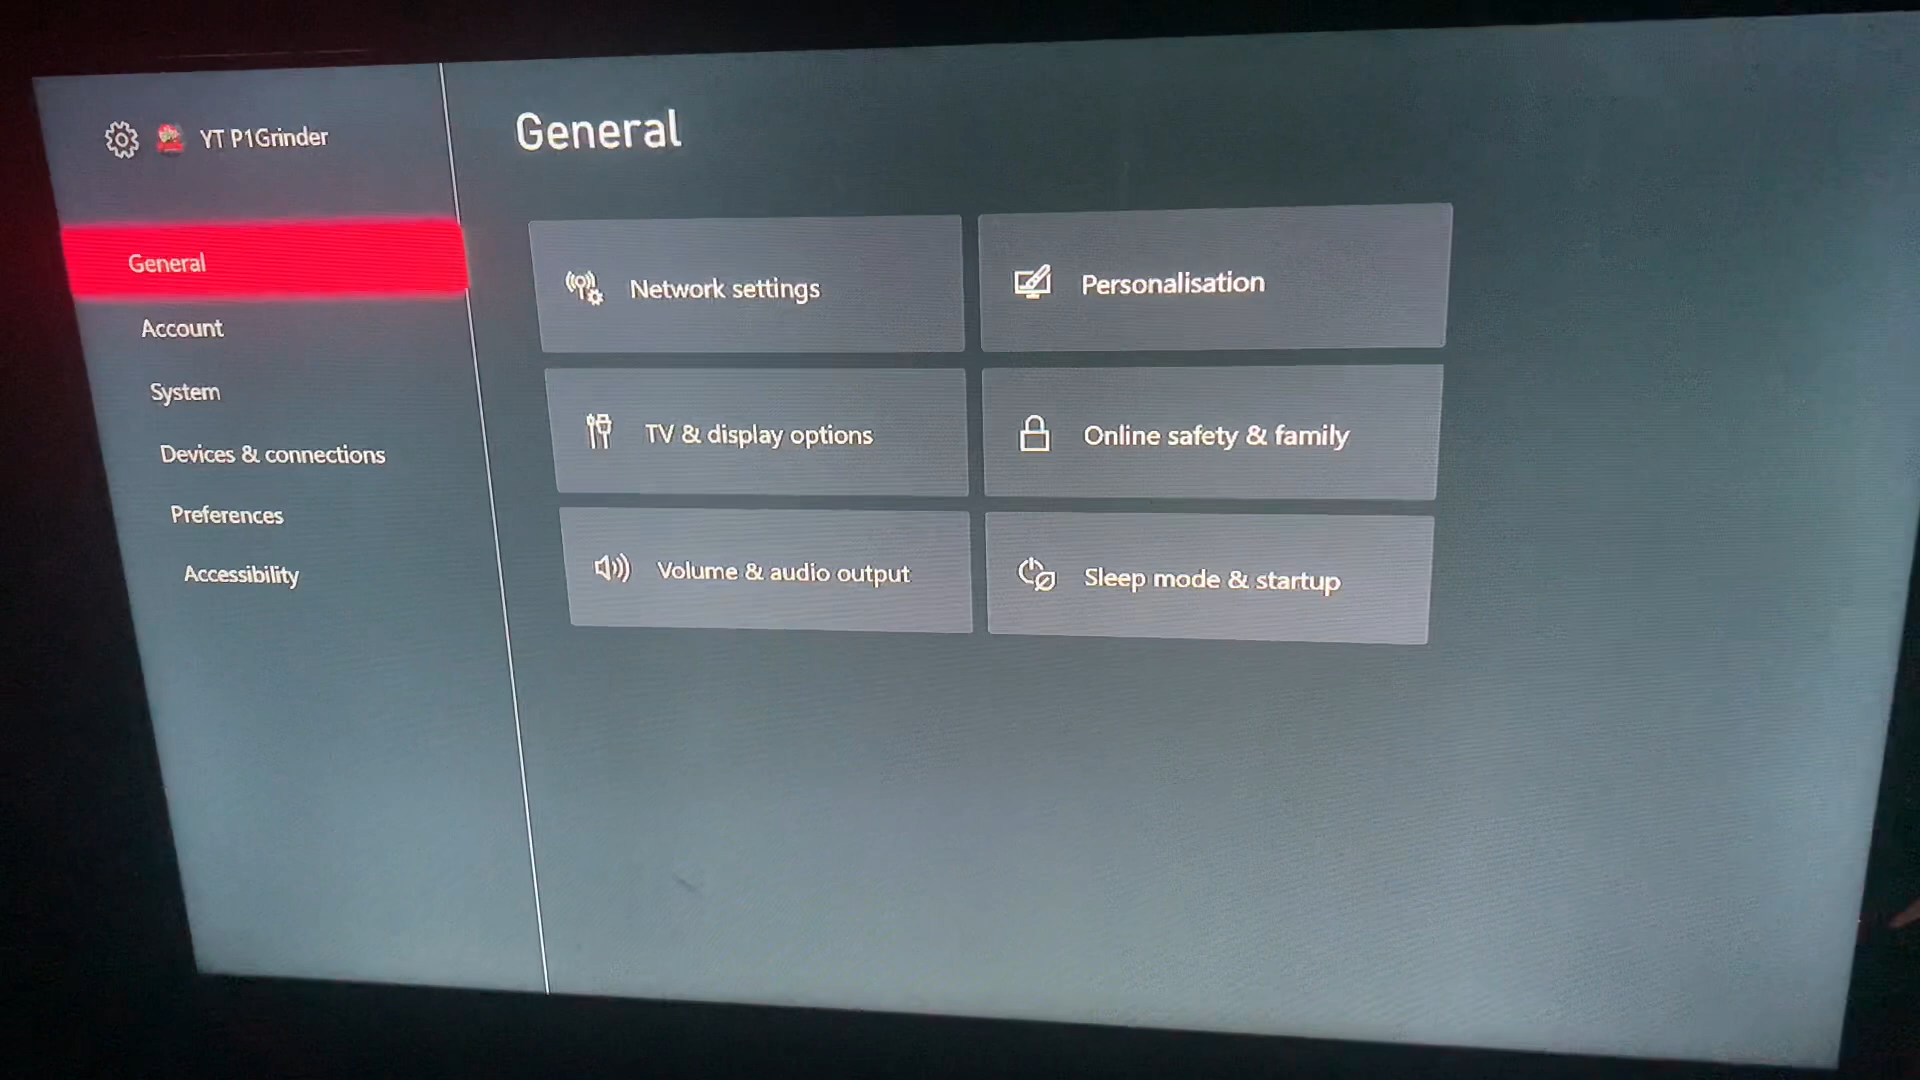 YT P1Grinder
General
Account
System
Devices & connections
Preferences
Accessibility
General
Network settings
Personalisation
TV & display options
Online safety & family
Volume & audio output
Sleep mode & startup